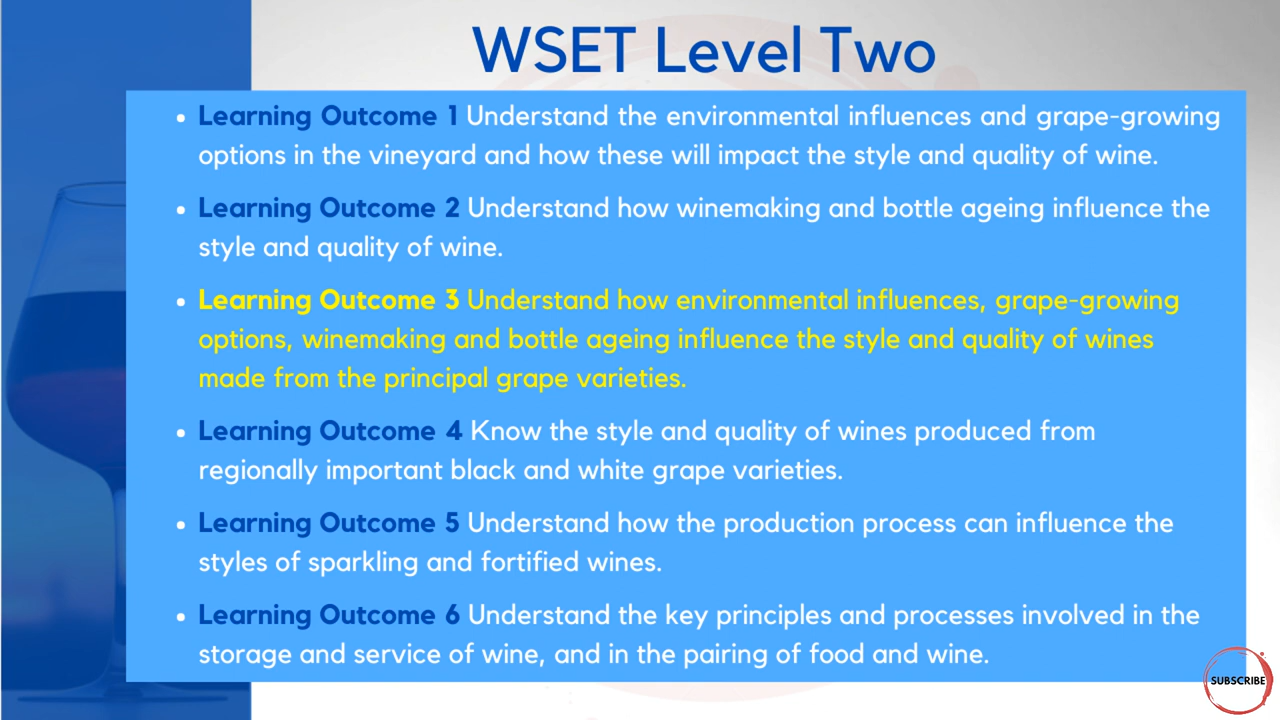 WSET Level Two
• Learning Outcome 1 Understand the environmental influences and grape-growing
options in the vineyard and how these will impact the style and quality of wine.
• Learning Outcome 2 Understand how winemaking and bottle ageing influence the
style and quality of wine.
• Learning Outcome 3 Understand how environmental influences, grape-growing
options, winemaking and bottle ageing influence the style and quality of wines
made from the principal grape varieties.
• Learning Outcome 4 Know the style and quality of wines produced from
regionally important black and white grape varieties.
• Learning Outcome 5 Understand how the production process can influence the
styles of sparkling and fortified wines.
• Learning Outcome 6 Understand the key principles and processes involved in the
storage and service of wine, and in the pairing of food and wine.
SUBSCRIBE